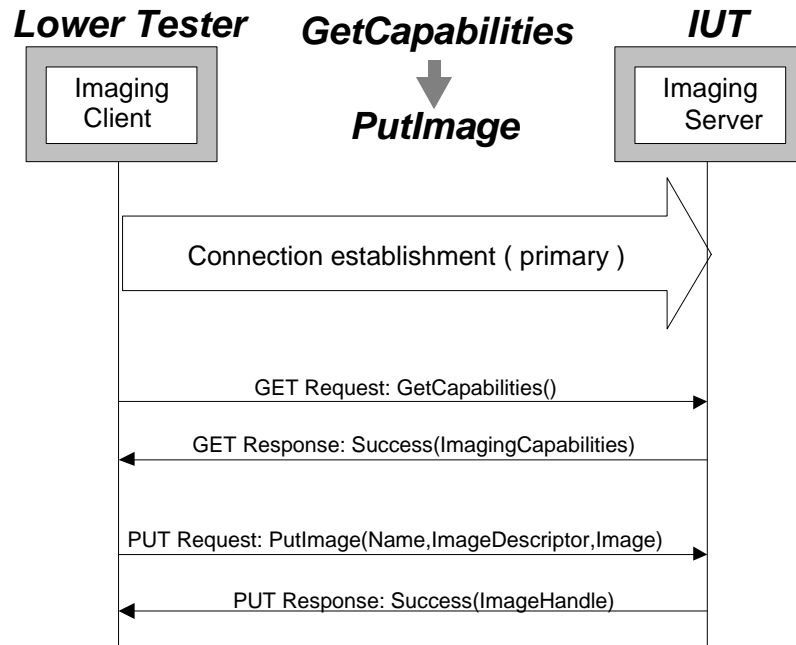 Lower Tester
GetCapabilities
IUT
Imaging
Client
PutImage
Imaging
Server
Connection establishment ( primary )
GET Request: GetCapabilities()
GET Response: Success(ImagingCapabilities)
PUT Request: PutImage(Name,ImageDescriptor,Image)
PUT Response: Success(ImageHandle)